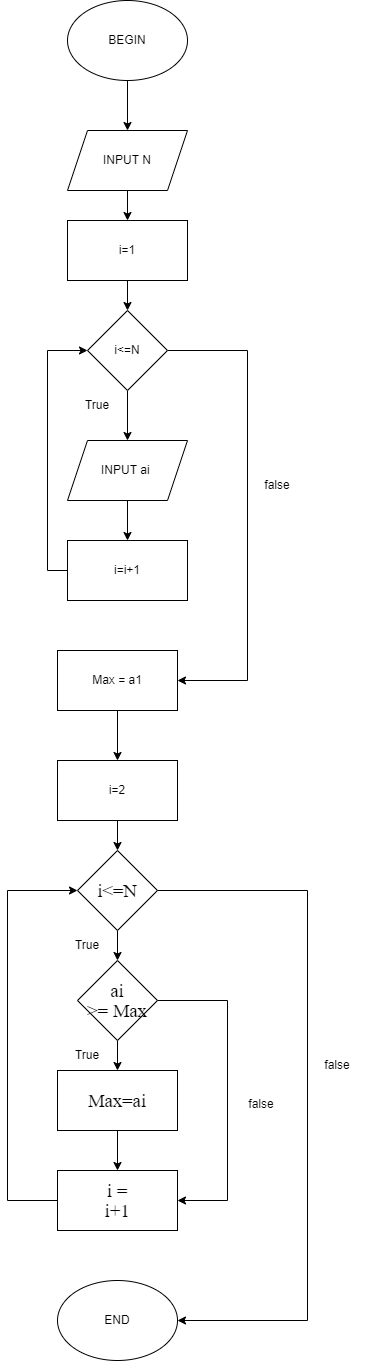 BEGIN
INPUT N
i=1
i<=N
True
INPUT ai
false
i=i+1
Max = a1
i=2
i<=N
True
ai
>= Max
True
false
Max=ai
false
i =
i+1
END